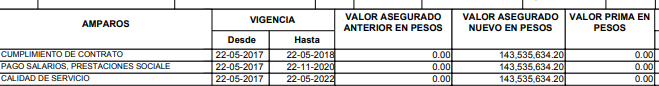 AMPAROS VIGENCIA VALOR ASEGURADO ANTERIOR EN PESOS VALOR ASEGURADO NUEVO EN PESOS VALOR PRIMA EN PESOS
Desde Hasta
CUMPLIMIENTO DE CONTRATO 22-05-2017 22-05-2018 0.00 143,535,634.20 0.00
PAGO SALARIOS, PRESTACIONES SOCIALE 22-05-2017 22-11-2020 0.00 143,535,634.20 0.00
CALIDAD DE SERVICIO 22-05-2017 22-05-2022 0.00 143,535,634.20 0.00